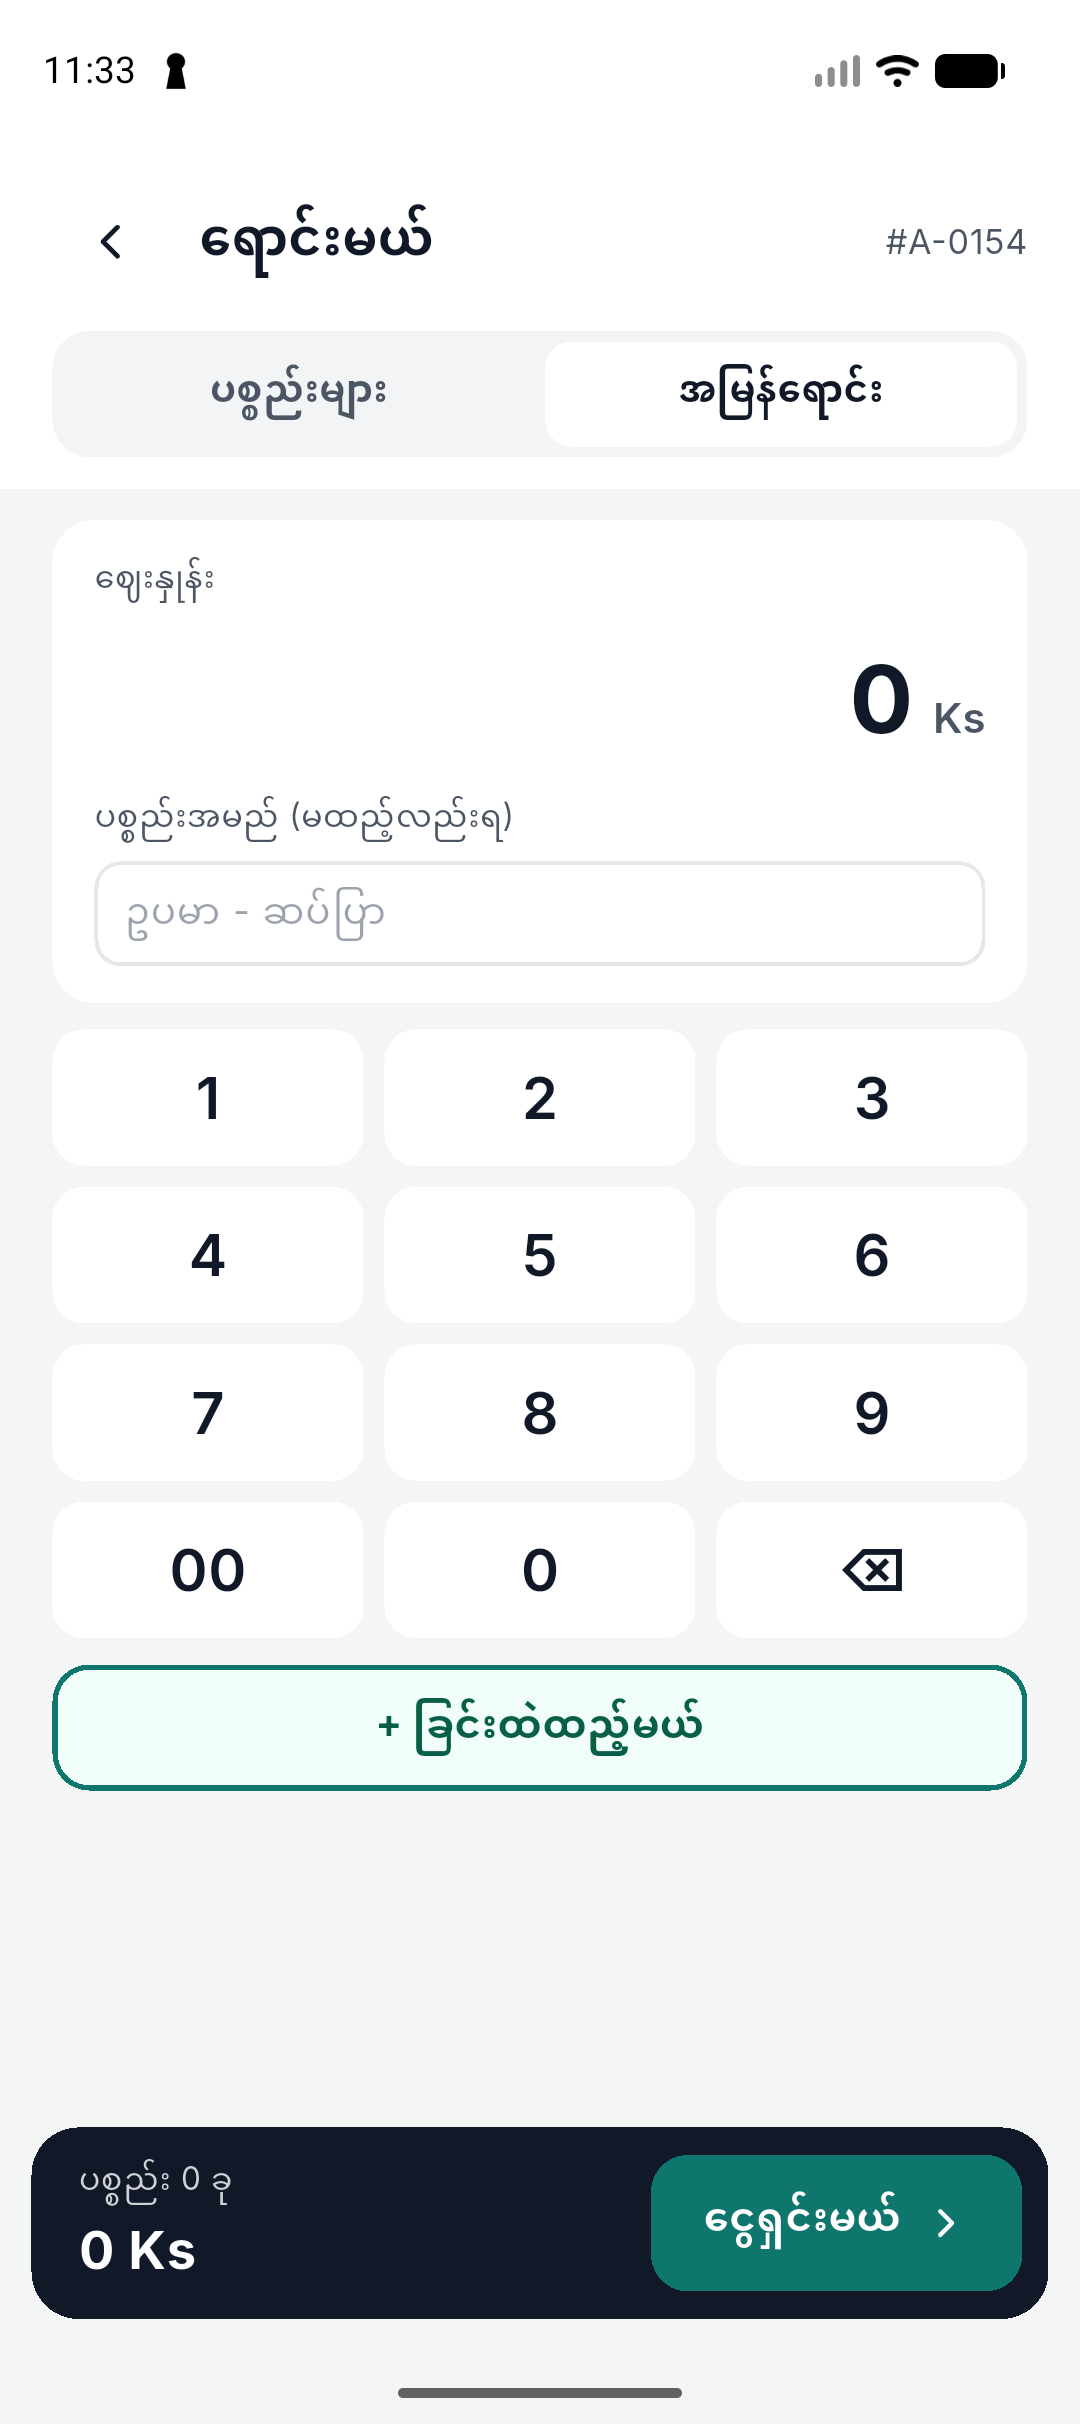 11:33
ရောင်းမယ်
#A-0154
ပစ္စည်းများ
အမြန်ရောင်း
ဈေးနှုန်း
0 Ks
ပစ္စည်းအမည် (မထည့်လည်းရ)
ဥပမာ - ဆပ်ပြာ
1
2
3
4
5
6
7
8
9
00
0
+ ခြင်းထဲထည့်မယ်
ပစ္စည်း 0 ခု
0 Ks
ငွေရှင်းမယ်